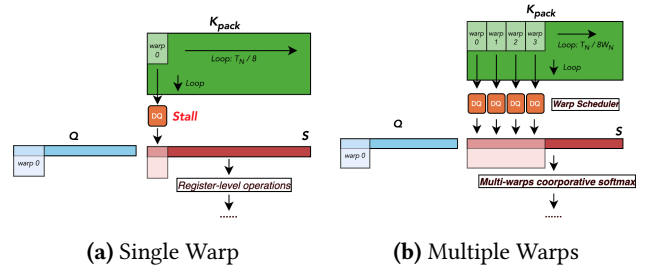 K_pack
warp 0
Loop: T_N / 8
Loop
DQ
Stall
Q
S
warp 0
Register-level operations
......
(a) Single Warp
K_pack
warp 0
warp 1
warp 2
warp 3
Loop: T_N / 8W_N
Loop
DQ
DQ
DQ
DQ
Warp Scheduler
Q
S
warp 0
Multi-warps coorporative softmax
......
(b) Multiple Warps